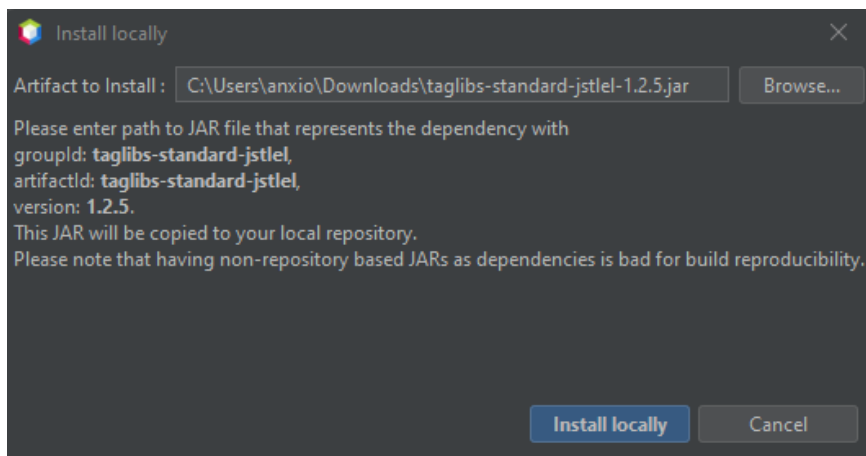 Install locally
Artifact to Install : C:\Users\anxio\Downloads\taglibs-standard-jstlel-1.2.5.jar Browse...
Please enter path to JAR file that represents the dependency with
groupId: taglibs-standard-jstlel,
artifactId: taglibs-standard-jstlel,
version: 1.2.5.
This JAR will be copied to your local repository.
Please note that having non-repository based JARs as dependencies is bad for build reproducibility.
Install locally Cancel